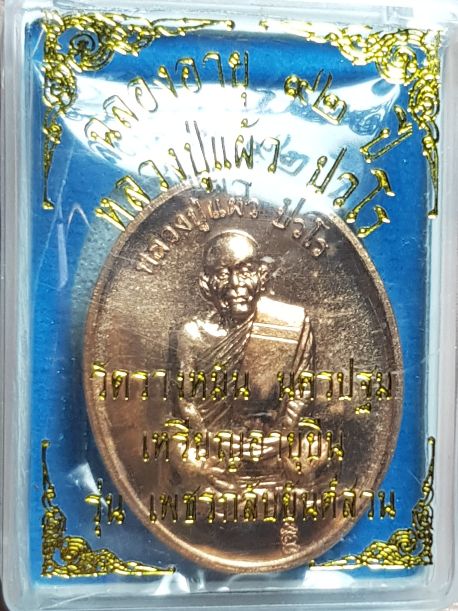 ฉลองอายุ ๙๒ ปี
หลวงปู่แผ้ว ปวโร
หลวงปู่แผ้ว ปวโร
วัดรางหมัน นครปฐม
เหรียญอายุยืน
รุ่น เพชรกลับยันต์สาน